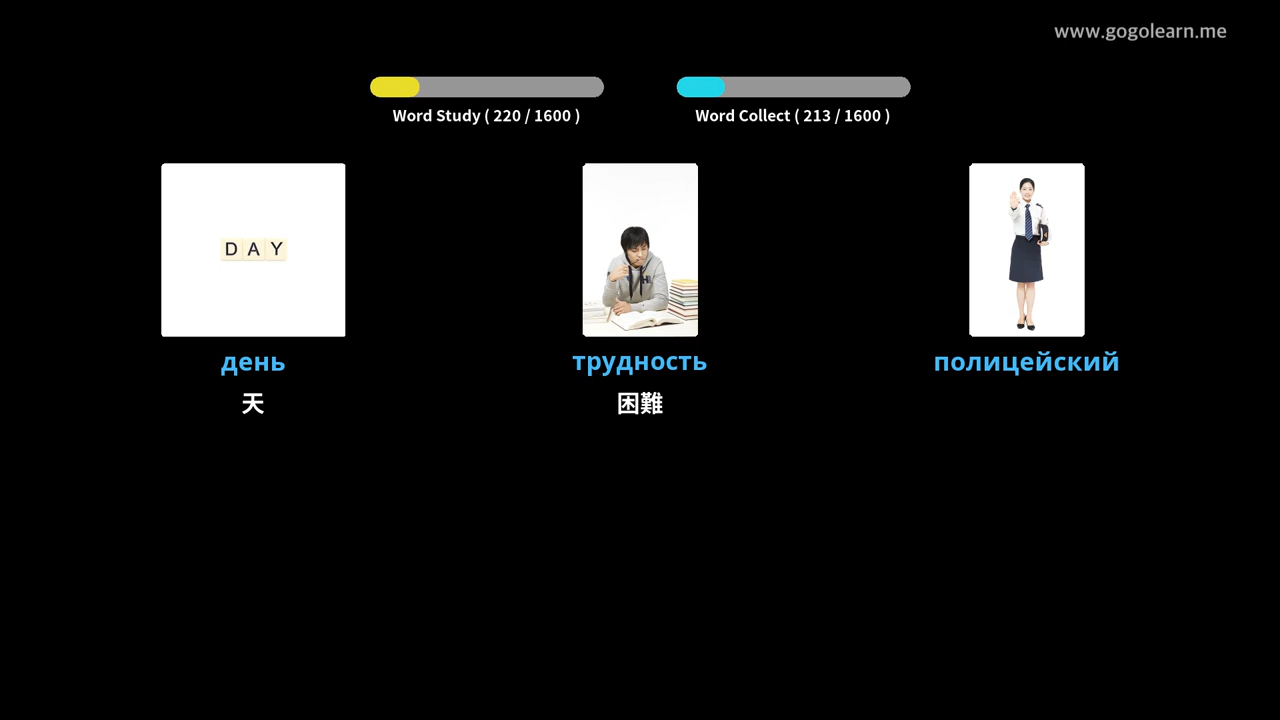 www.gogolearn.me
Word Study ( 220 / 1600 )
Word Collect ( 213 / 1600 )
DAY
день
трудность
полицейский
天
困難